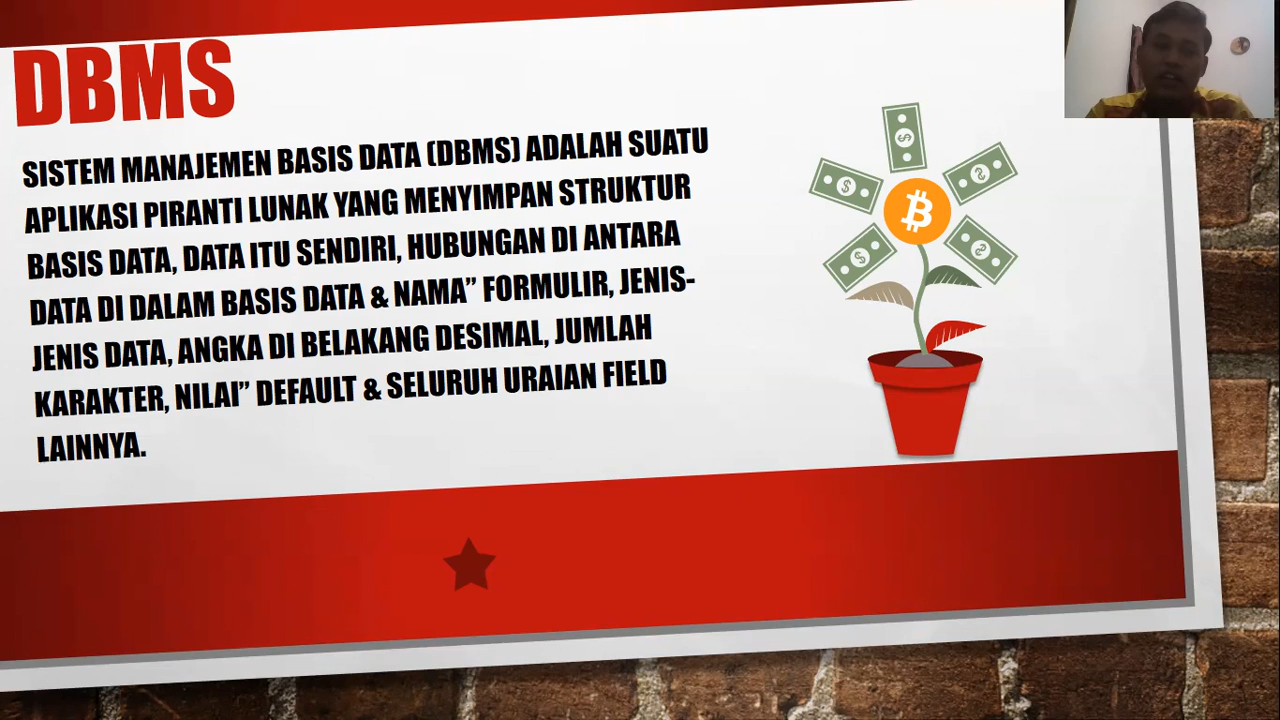 DBMS
SISTEM MANAJEMEN BASIS DATA (DBMS) ADALAH SUATU
APLIKASI PIRANTI LUNAK YANG MENYIMPAN STRUKTUR
BASIS DATA, DATA ITU SENDIRI, HUBUNGAN DI ANTARA
DATA DI DALAM BASIS DATA & NAMA” FORMULIR, JENIS-
JENIS DATA, ANGKA DI BELAKANG DESIMAL, JUMLAH
KARAKTER, NILAI” DEFAULT & SELURUH URAIAN FIELD
LAINNYA.